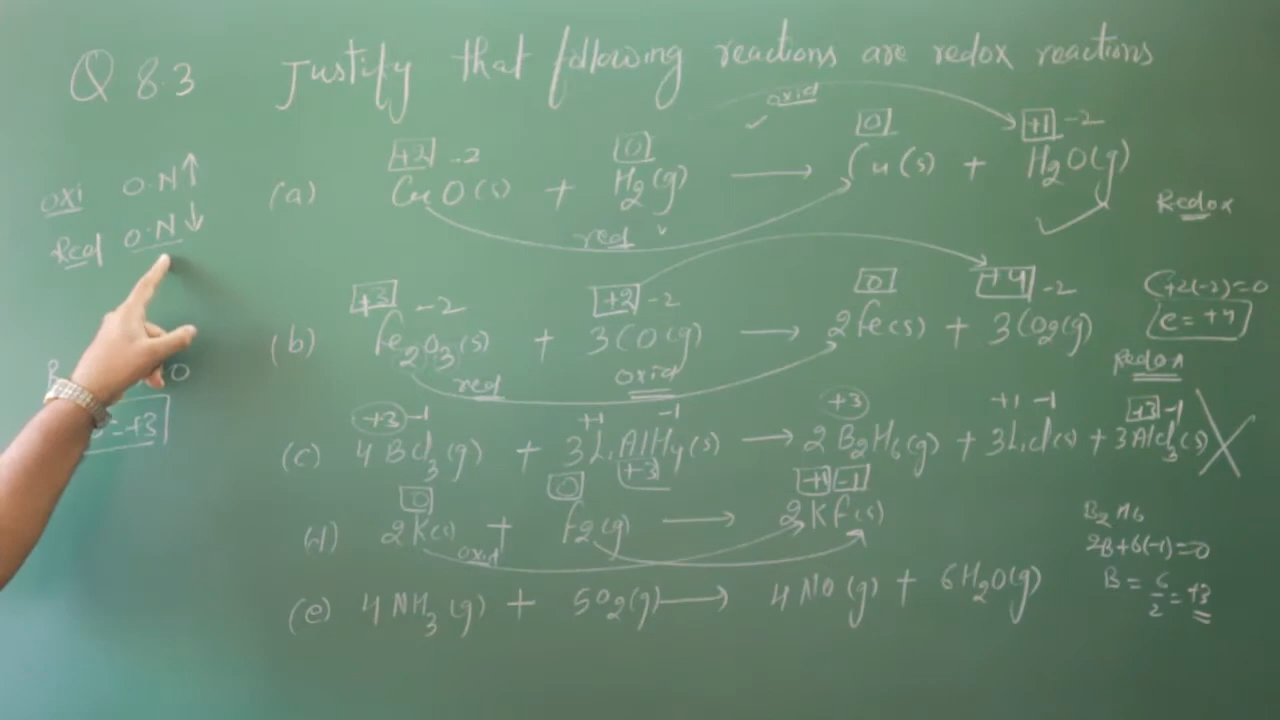 Q 8.3 Justify that following reactions are redox reactions
oxid
+2 -2 0 0 +1 -2
oxi O.N↑
(a) CuO(s) + H2(g) → Cu(s) + H2O(g)
Redox
Red O.N↓
red
+3 -2 +2 -2 0 +4 -2
C+2(-2)=0
(b) Fe2O3(s) + 3CO(g) → 2Fe(s) + 3CO2(g)
C=+4
red oxid
Redox
0
=+3
+3 -1 +1 -1 +3 +1 -1 +3 -1
(c) 4BCl3(g) + 3LiAlH4(s) → 2B2H6(g) + 3LiCl(s) + 3AlCl3(s)
+3
0 0 +1 -1
(d) 2K(s) + F2(g) → 2KF(s)
oxid
B2H6
2B+6(-1)=0
B=6/2=+3
(e) 4NH3(g) + 5O2(g) → 4NO(g) + 6H2O(g)